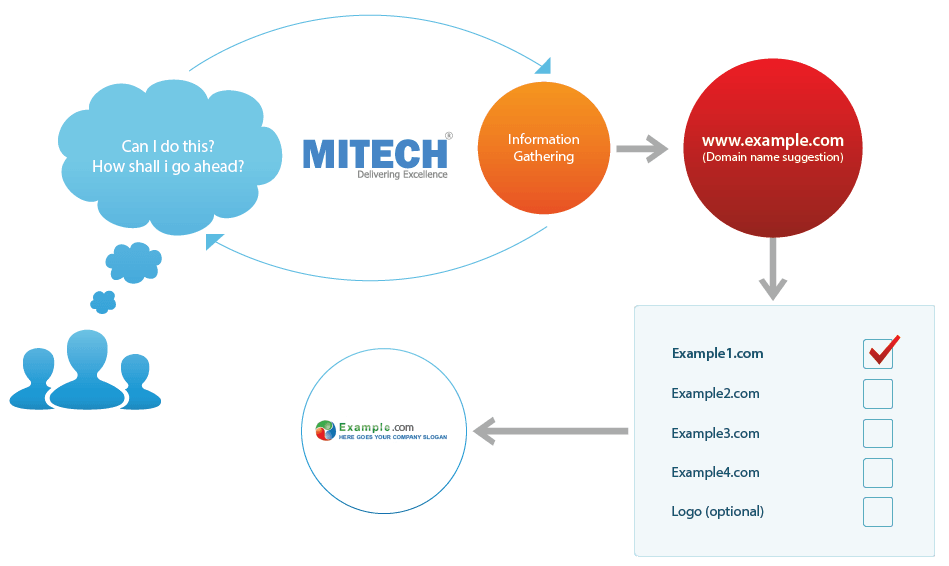 Can I do this?
How shall i go ahead?
MITECH®
Delivering Excellence
Information
Gathering
www.example.com
(Domain name suggestion)
Example1.com
Example2.com
Example3.com
Example4.com
Logo (optional)
Example.com
HERE GOES YOUR COMPANY SLOGAN